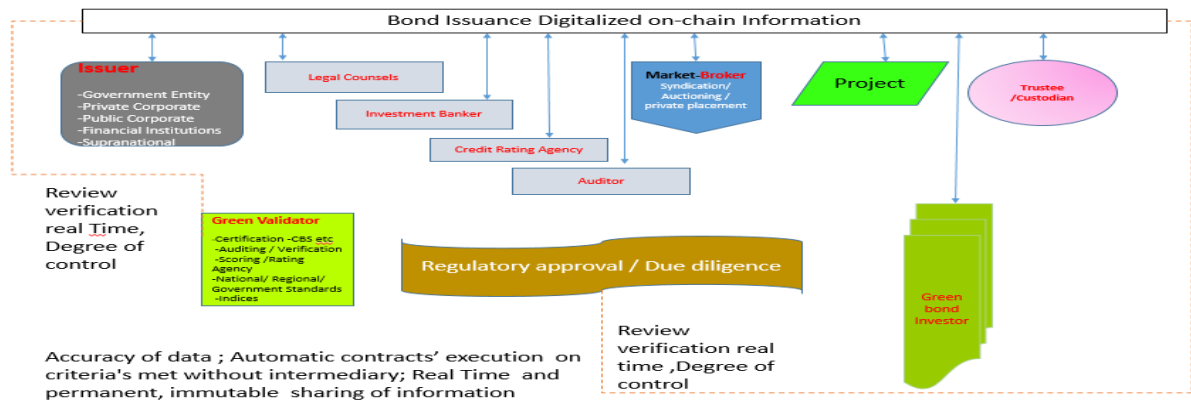 Bond Issuance Digitalized on-chain Information
Issuer
-Government Entity
-Private Corporate
-Public Corporate
-Financial Institutions
-Supranational
Legal Counsels
Investment Banker
Credit Rating Agency
Auditor
Market-Broker
Syndication/
Auctioning /
private placement
Project
Trustee
/Custodian
Review
verification
real Time,
Degree of
control
Green Validator
-Certification -CBS etc
-Auditing / Verification
-Scoring /Rating
Agency
-National/ Regional/
Government Standards
-Indices
Regulatory approval / Due diligence
Green
bond
Investor
Review
verification real
time ,Degree of
control
Accuracy of data ; Automatic contracts’ execution on
criteria's met without intermediary; Real Time and
permanent, immutable sharing of information